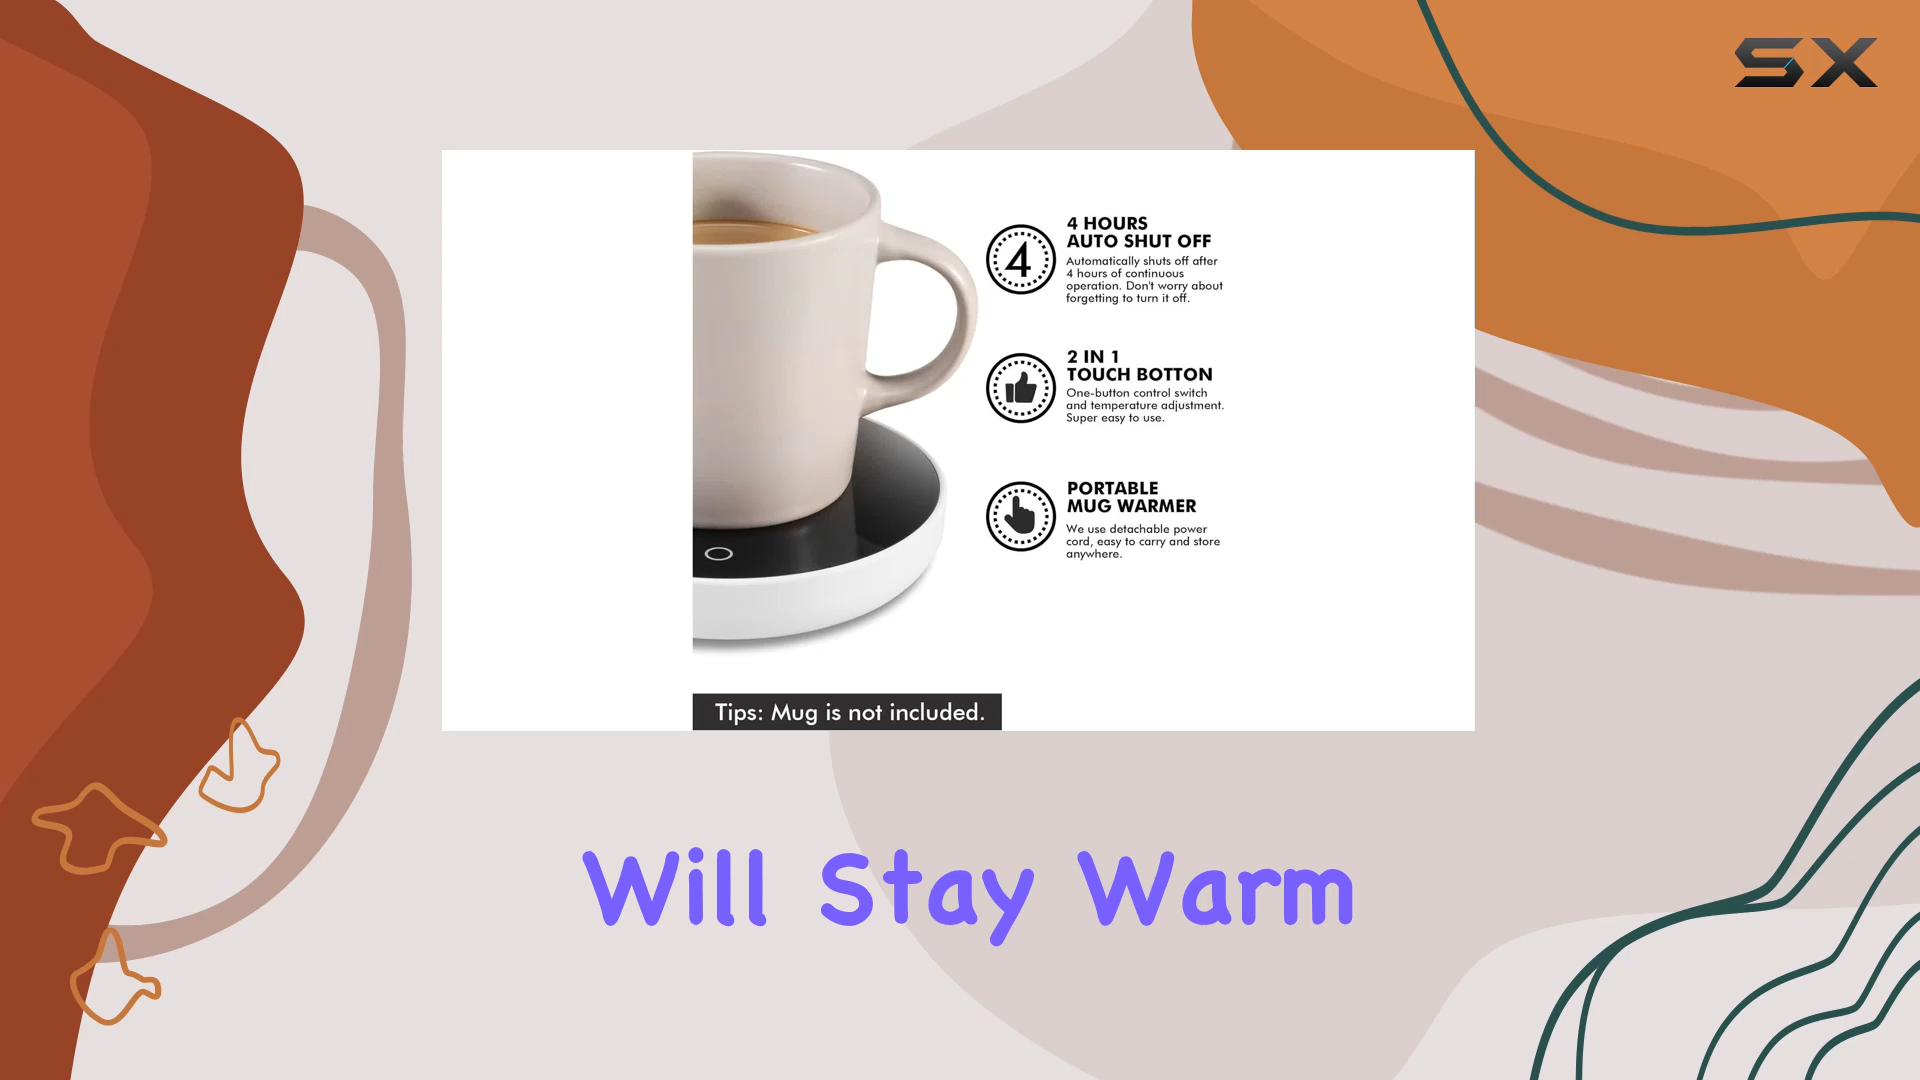 SX
4 HOURS
AUTO SHUT OFF
Automatically shuts off after
4 hours of continuous
operation. Don't worry about
forgetting to turn it off.
4
2 IN 1
TOUCH BOTTON
One-button control switch
and temperature adjustment.
Super easy to use.
PORTABLE
MUG WARMER
We use detachable power
cord, easy to carry and store
anywhere.
Tips: Mug is not included.
Will Stay Warm